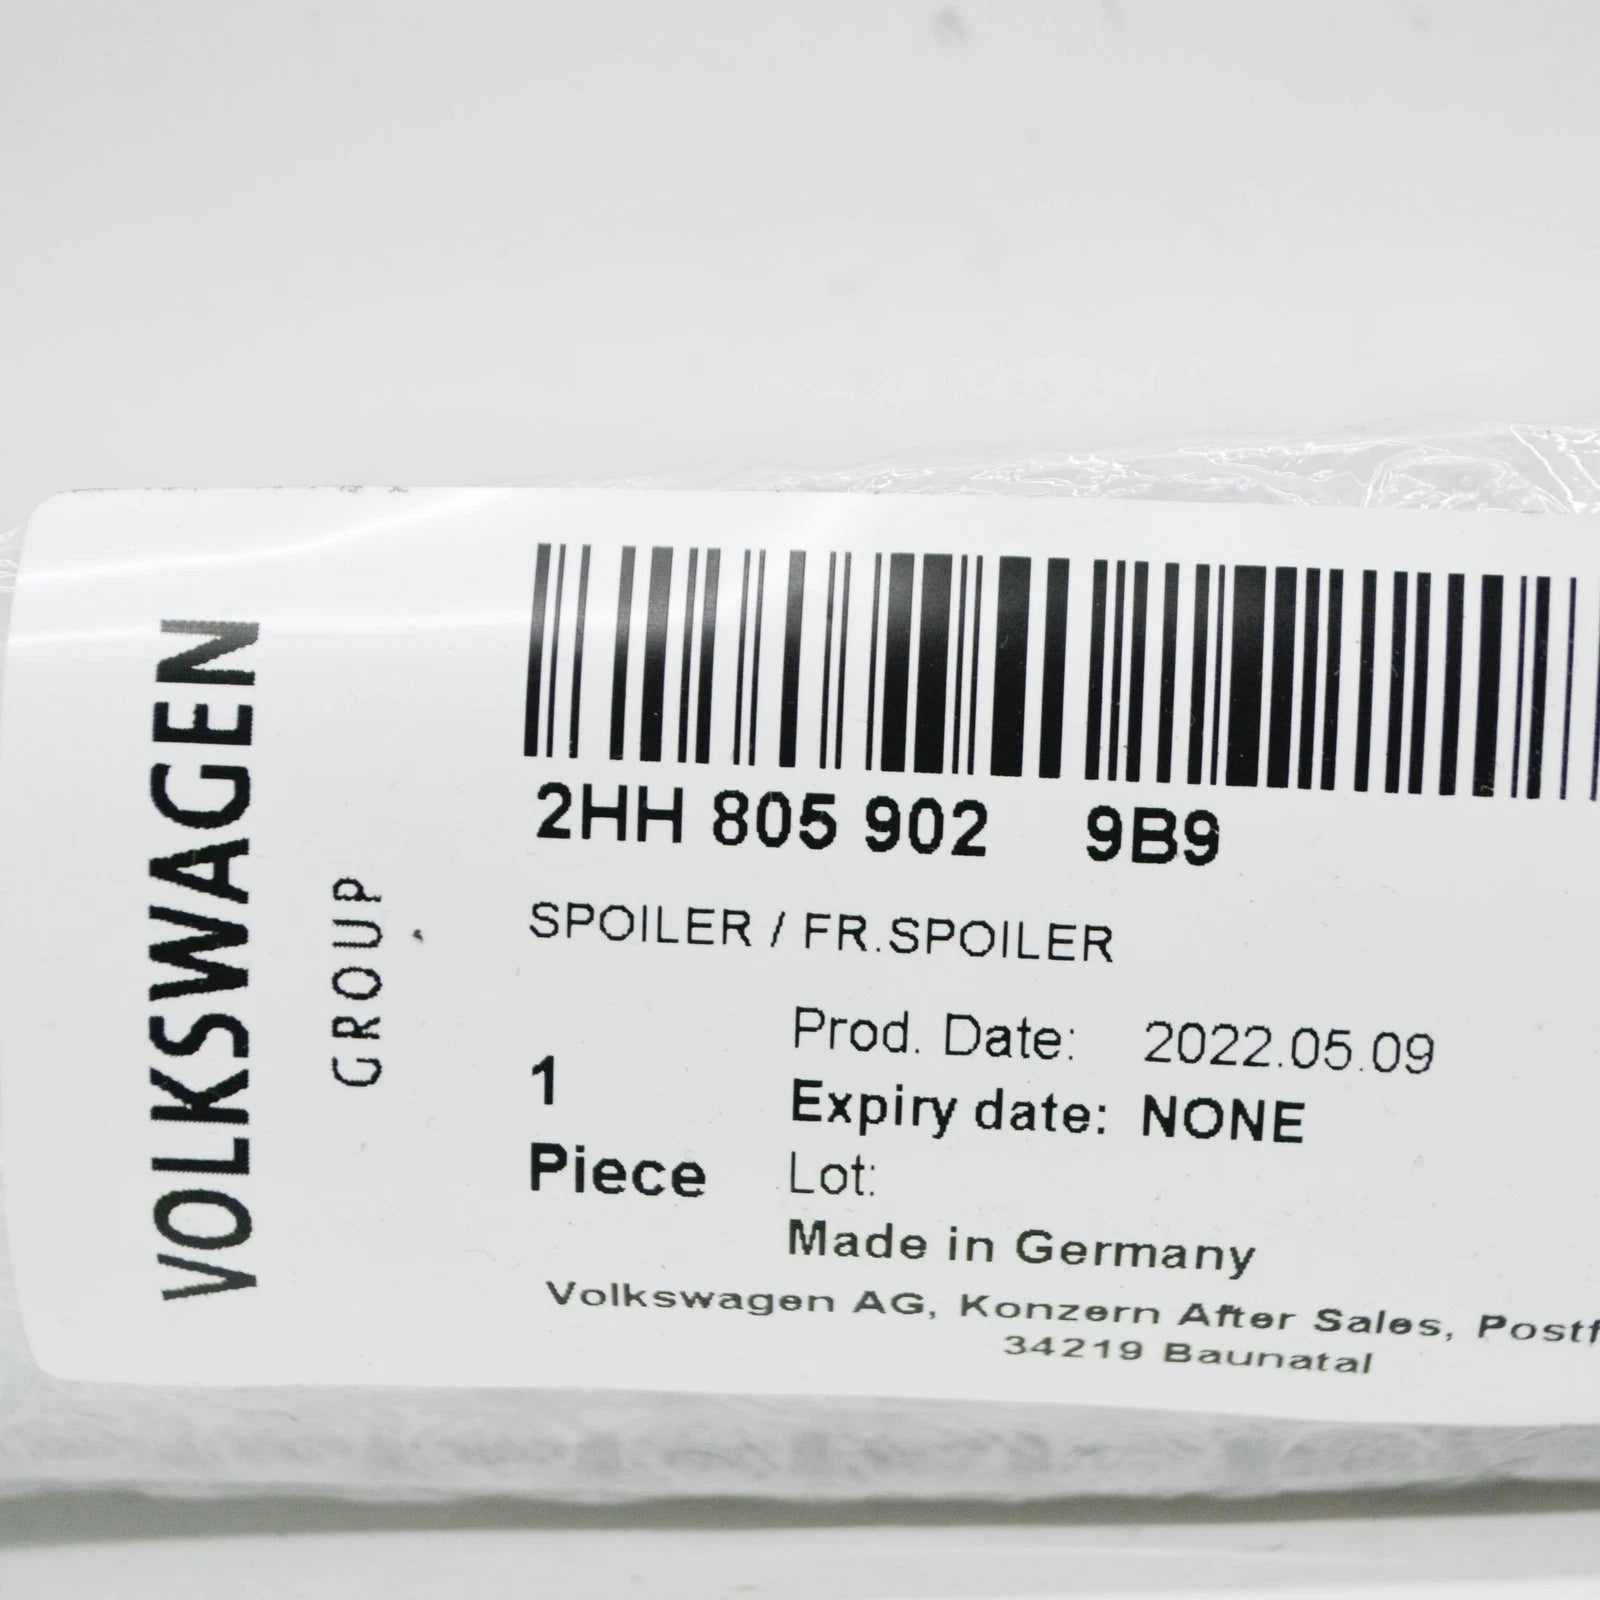 VOLKSWAGEN
GROUP
2HH 805 902 9B9
SPOILER / FR.SPOILER
1
Piece
Prod. Date: 2022.05.09
Expiry date: NONE
Lot:
Made in Germany
Volkswagen AG, Konzern After Sales,
34219 Baunatal